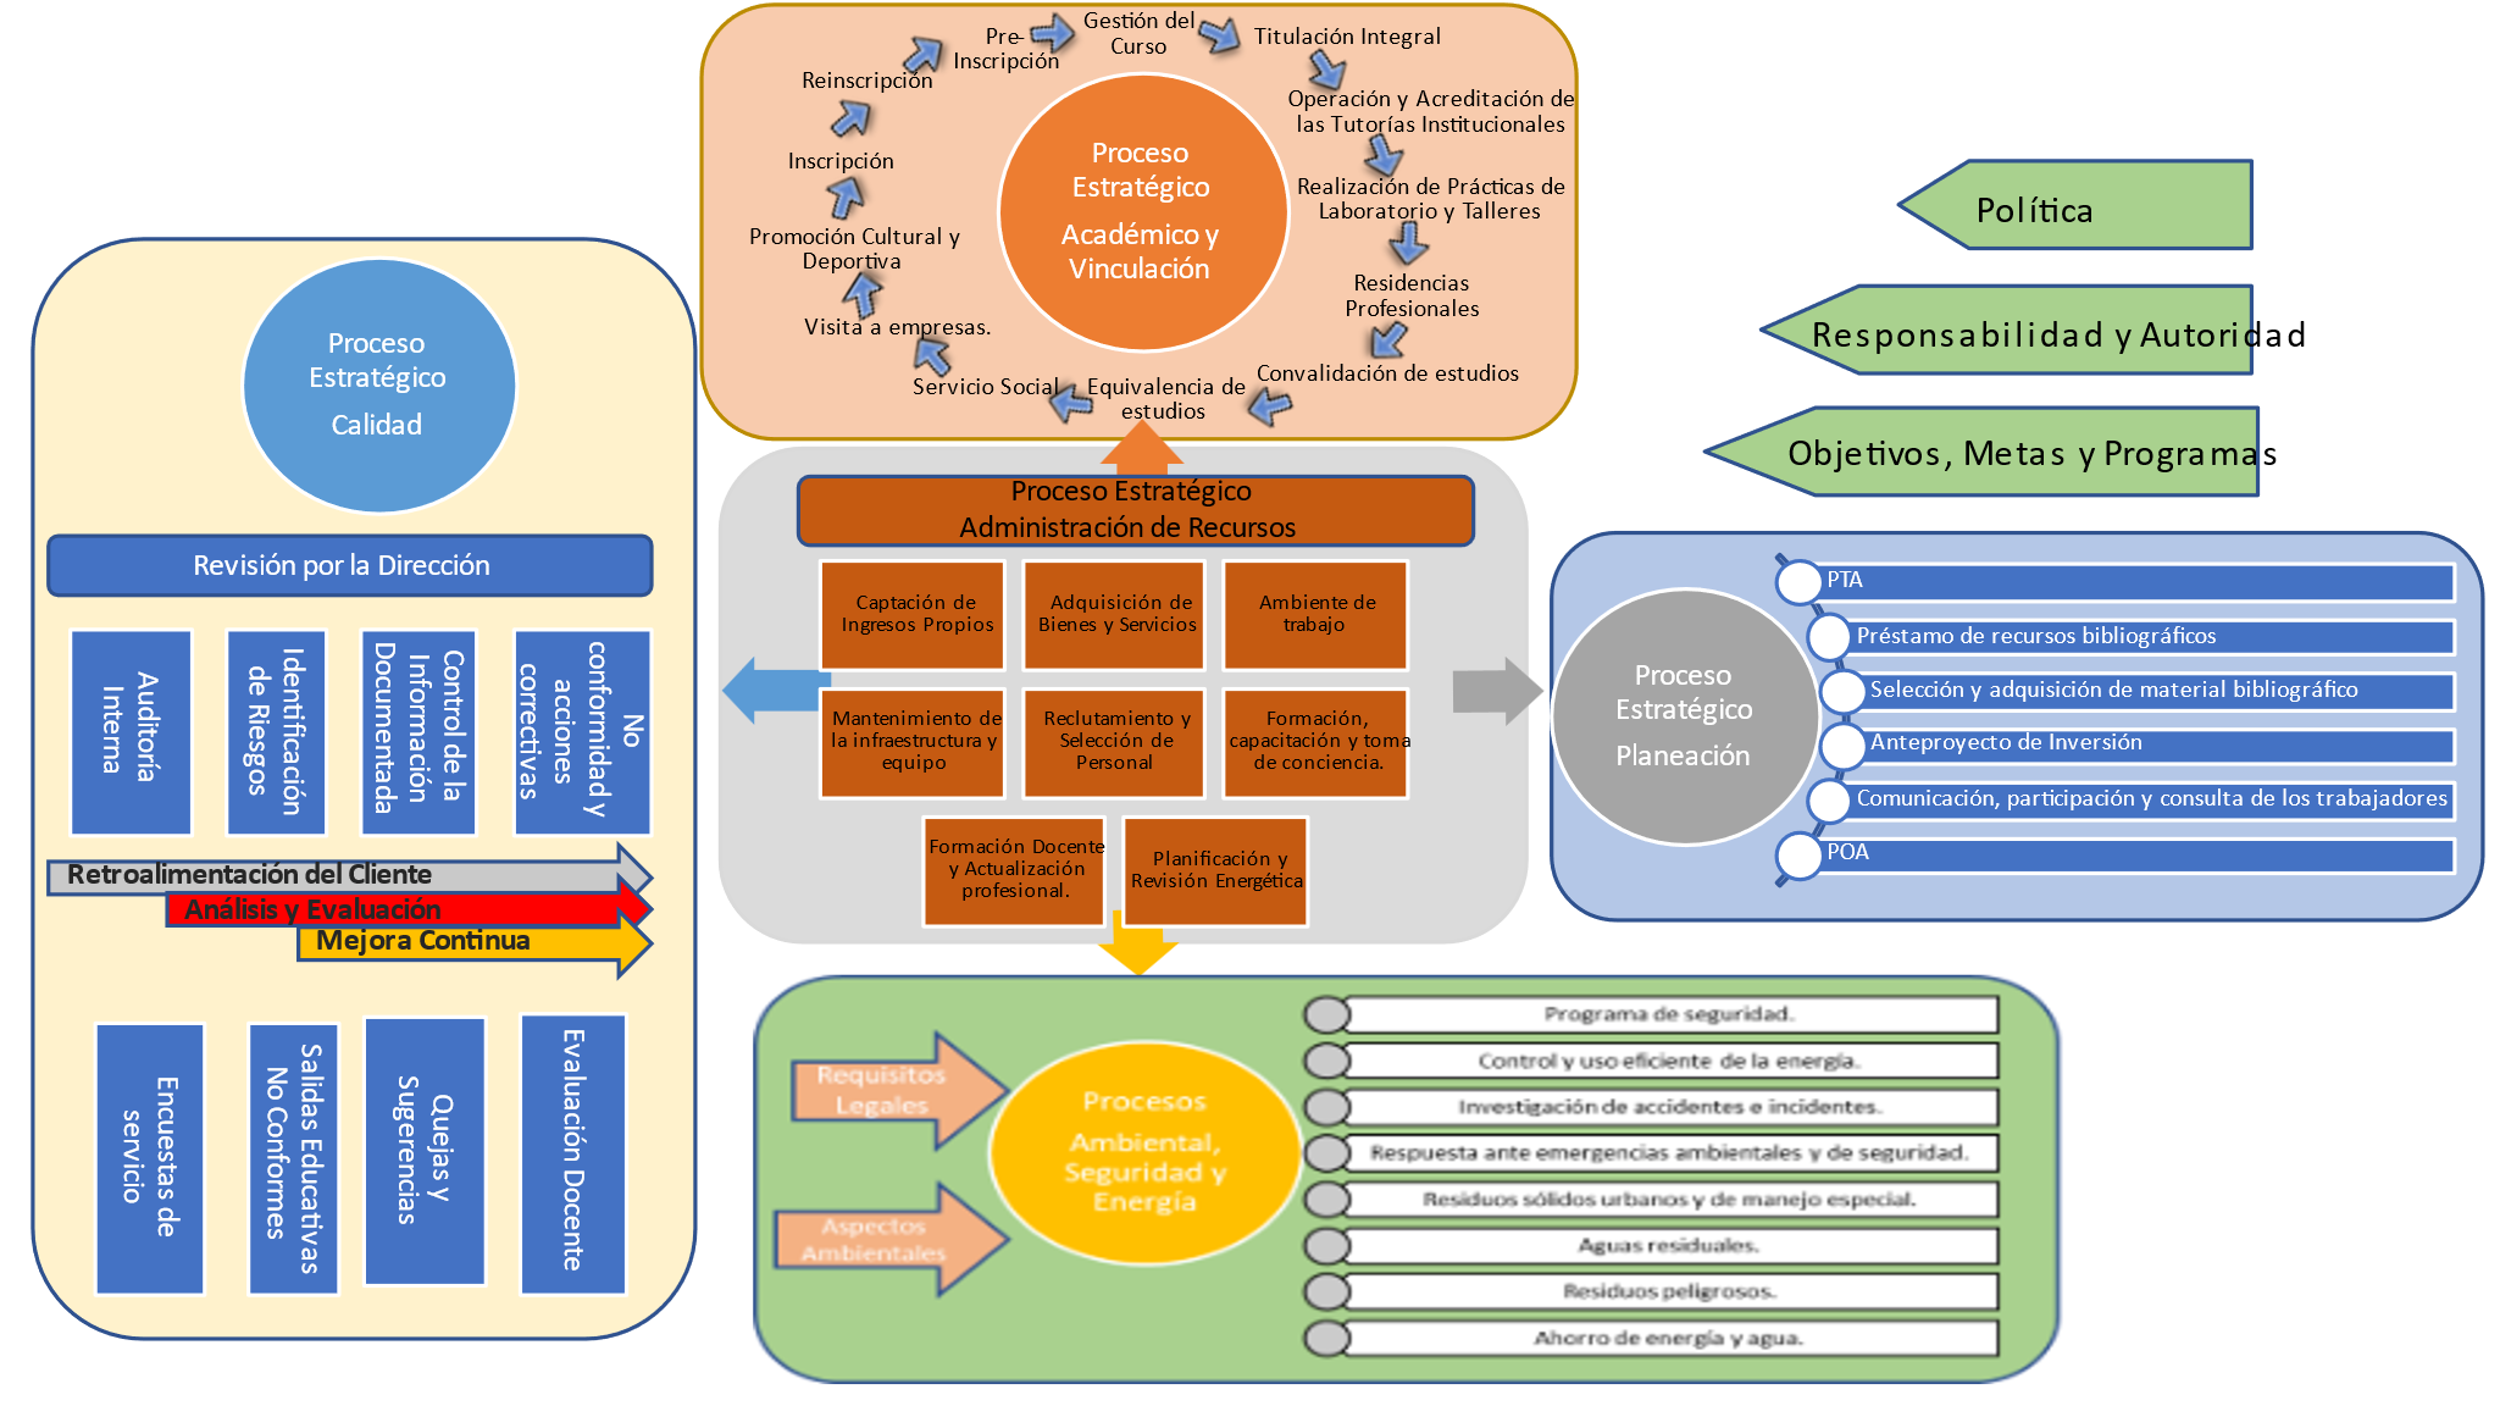 Pre-
Inscripción
Gestión del
Curso
Titulación Integral
Operación y Acreditación de
las Tutorías Institucionales
Realización de Prácticas de
Laboratorio y Talleres
Residencias
Profesionales
Convalidación de estudios
Equivalencia de
estudios
Servicio Social
Visita a empresas.
Promoción Cultural y
Deportiva
Inscripción
Reinscripción
Proceso
Estratégico
Académico y
Vinculación
Política
Responsabilidad y Autoridad
Objetivos, Metas y Programas
Proceso
Estratégico
Calidad
Revisión por la Dirección
Auditoría
Interna
Identificación
de Riesgos
Control de la
Información
Documentada
No
conformidad y
acciones
correctivas
Retroalimentación del Cliente
Análisis y Evaluación
Mejora Continua
Encuestas de
servicio
Salidas Educativas
No Conformes
Quejas y
Sugerencias
Evaluación Docente
Proceso Estratégico
Administración de Recursos
Captación de
Ingresos Propios
Adquisición de
Bienes y Servicios
Ambiente de
trabajo
Mantenimiento de
la infraestructura y
equipo
Reclutamiento y
Selección de
Personal
Formación,
capacitación y toma
de conciencia.
Formación Docente
y Actualización
profesional.
Planificación y
Revisión Energética
Proceso
Estratégico
Planeación
PTA
Préstamo de recursos bibliográficos
Selección y adquisición de material bibliográfico
Anteproyecto de Inversión
Comunicación, participación y consulta de los trabajadores
POA
Requisitos
Legales
Aspectos
Ambientales
Procesos
Ambiental,
Seguridad y
Energía
Programa de seguridad.
Control y uso eficiente de la energía.
Investigación de accidentes e incidentes.
Respuesta ante emergencias ambientales y de seguridad.
Residuos sólidos urbanos y de manejo especial.
Aguas residuales.
Residuos peligrosos.
Ahorro de energía y agua.